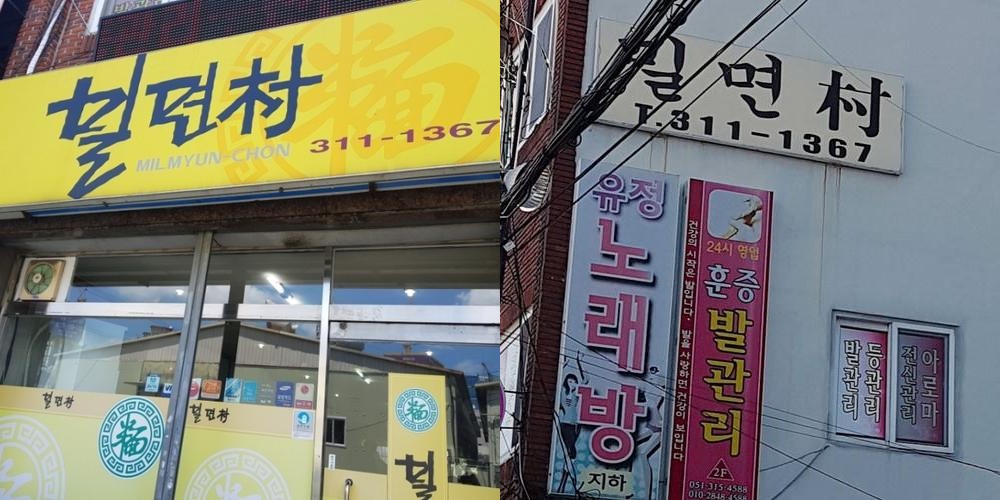 밀면村
MILMYUN-CHON 311-1367
麵
밀면村
밀면村
麵
밀
밀면村
T.311-1367
유정
노래방
지하
24시 영업
훈증
발관리
건강의 시작은 발입니다. 발을 사랑하면 건강이 보입니다
2F
051-315-4588
010-2848-4588
발관리
등관리
전신관리
아로마